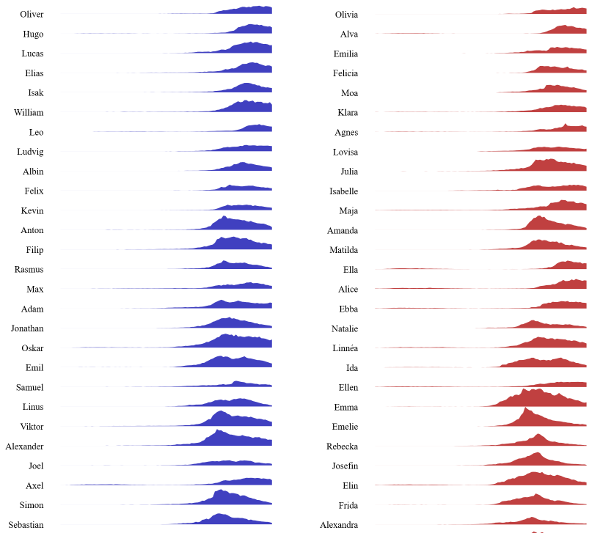 Oliver
Hugo
Lucas
Elias
Isak
William
Leo
Ludvig
Albin
Felix
Kevin
Anton
Filip
Rasmus
Max
Adam
Jonathan
Oskar
Emil
Samuel
Linus
Viktor
Alexander
Joel
Axel
Simon
Sebastian
Olivia
Alva
Emilia
Felicia
Moa
Klara
Agnes
Lovisa
Julia
Isabelle
Maja
Amanda
Matilda
Ella
Alice
Ebba
Natalie
Linnéa
Ida
Ellen
Emma
Emelie
Rebecka
Josefin
Elin
Frida
Alexandra